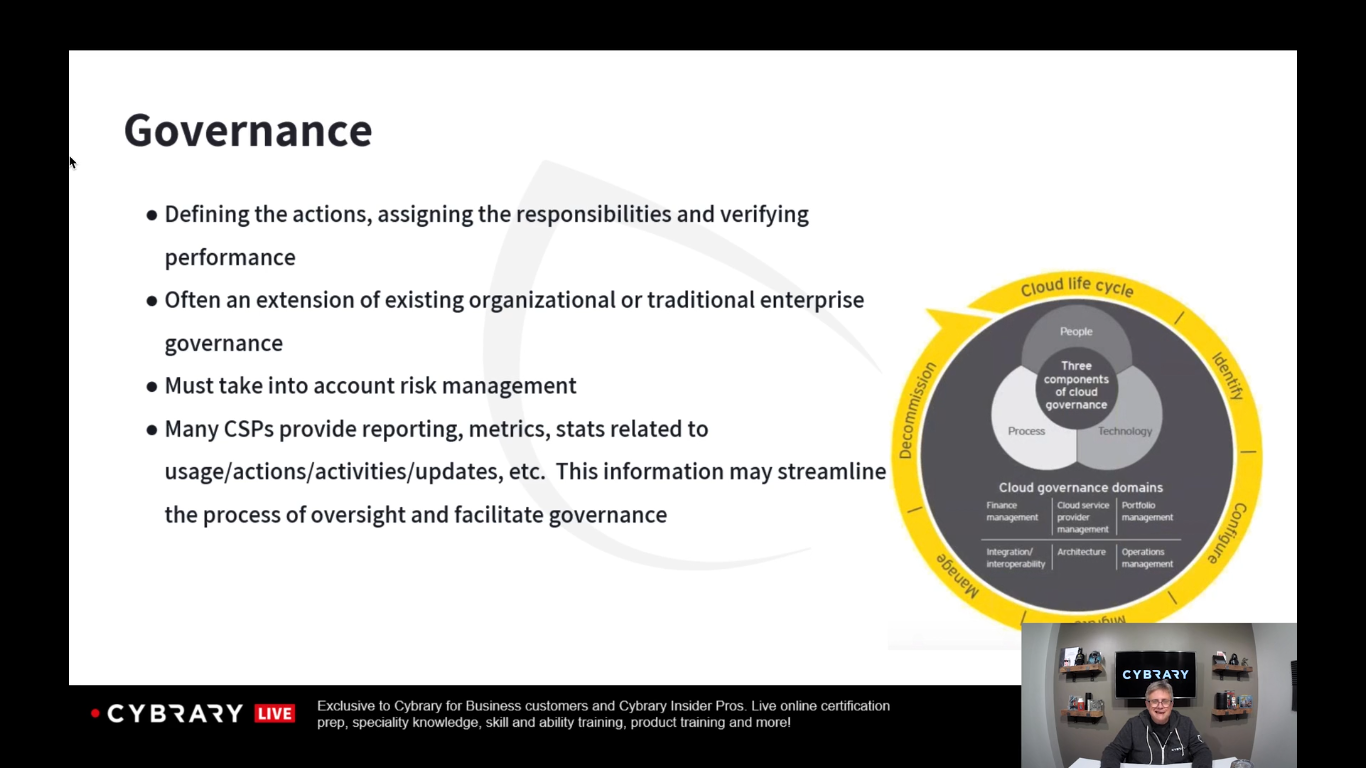 Governance
● Defining the actions, assigning the responsibilities and verifying
performance
● Often an extension of existing organizational or traditional enterprise
governance
● Must take into account risk management
● Many CSPs provide reporting, metrics, stats related to
usage/actions/activities/updates, etc.  This information may streamline
the process of oversight and facilitate governance
Cloud life cycle
Identify
Configure
Migrate
Manage
Decommission
People
Three
components
of cloud
governance
Process
Technology
Cloud governance domains
Finance
management
Cloud service
provider
management
Portfolio
management
Integration/
interoperability
Architecture
Operations
management
CYBRARY LIVE
Exclusive to Cybrary for Business customers and Cybrary Insider Pros. Live online certification
prep, speciality knowledge, skill and ability training, product training and more!
CYBRARY